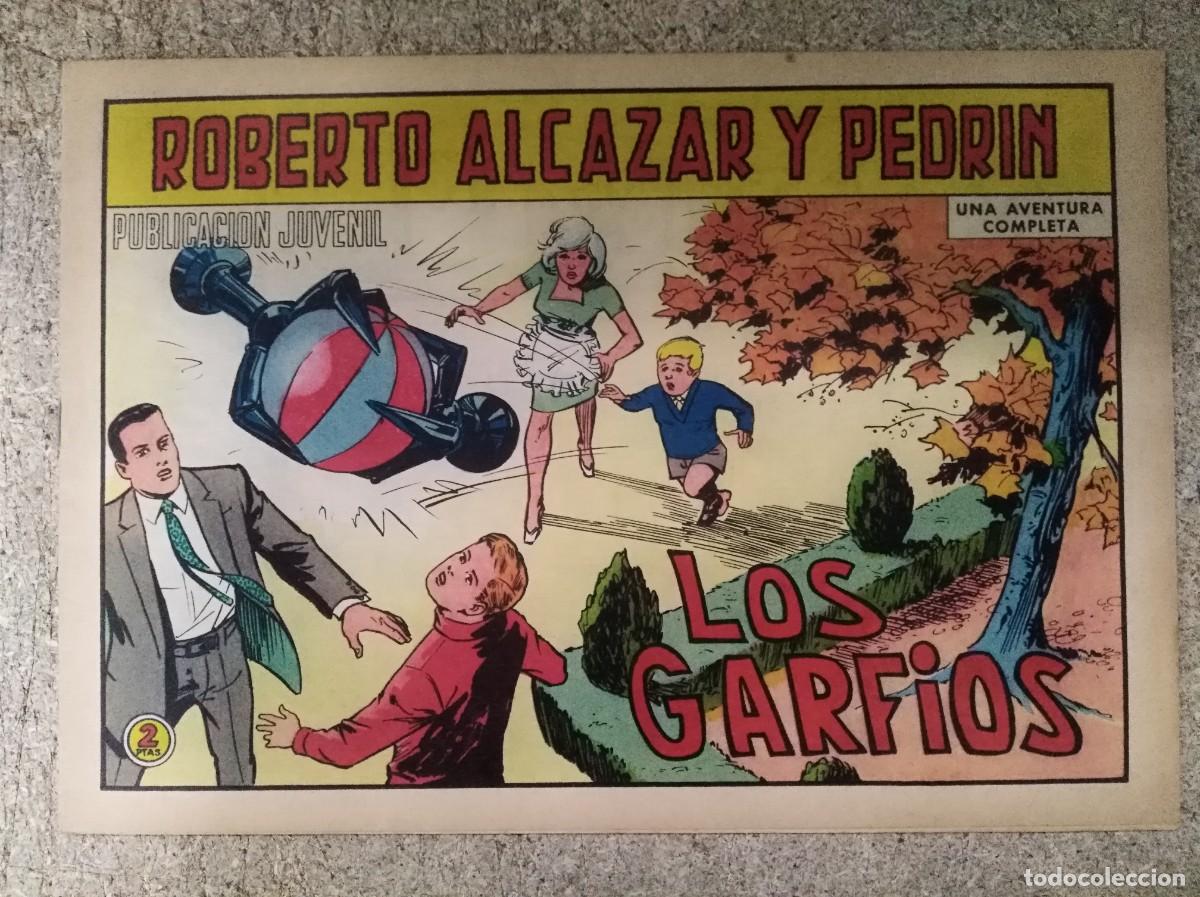 ROBERTO ALCAZAR Y PEDRIN
PUBLICACION JUVENIL
UNA AVENTURA
COMPLETA
LOS
GARFiOS
2
PTAS.
todocoleccion